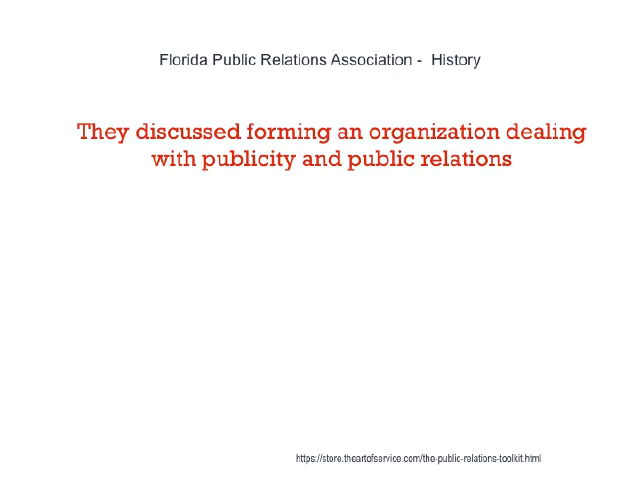 Florida Public Relations Association -  History
They discussed forming an organization dealing
with publicity and public relations
https://store.theartofservice.com/the-public-relations-toolkit.html